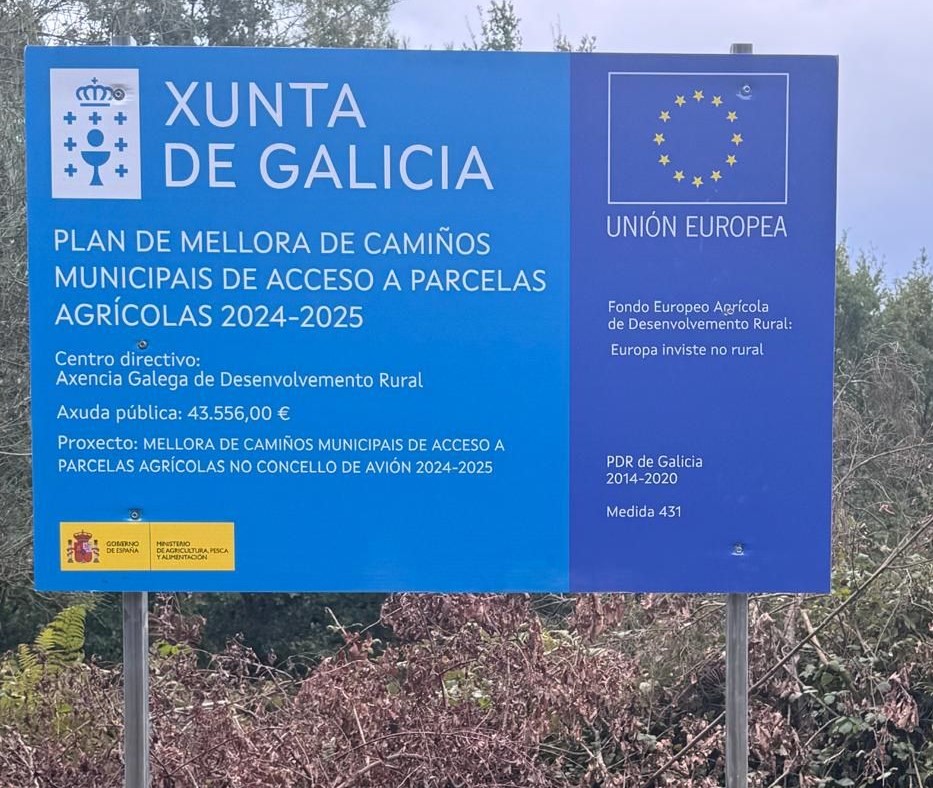 XUNTA
DE GALICIA
PLAN DE MELLORA DE CAMIÑOS
MUNICIPAIS DE ACCESO A PARCELAS
AGRÍCOLAS 2024-2025
Centro directivo:
Axencia Galega de Desenvolvemento Rural
Axuda pública: 43.556,00 €
Proxecto: MELLORA DE CAMIÑOS MUNICIPAIS DE ACCESO A
PARCELAS AGRÍCOLAS NO CONCELLO DE AVIÓN 2024-2025
GOBIERNO
DE ESPAÑA
MINISTERIO
DE AGRICULTURA, PESCA
Y ALIMENTACIÓN
UNIÓN EUROPEA
Fondo Europeo Agrícola
de Desenvolvemento Rural:
Europa inviste no rural
PDR de Galicia
2014-2020
Medida 431